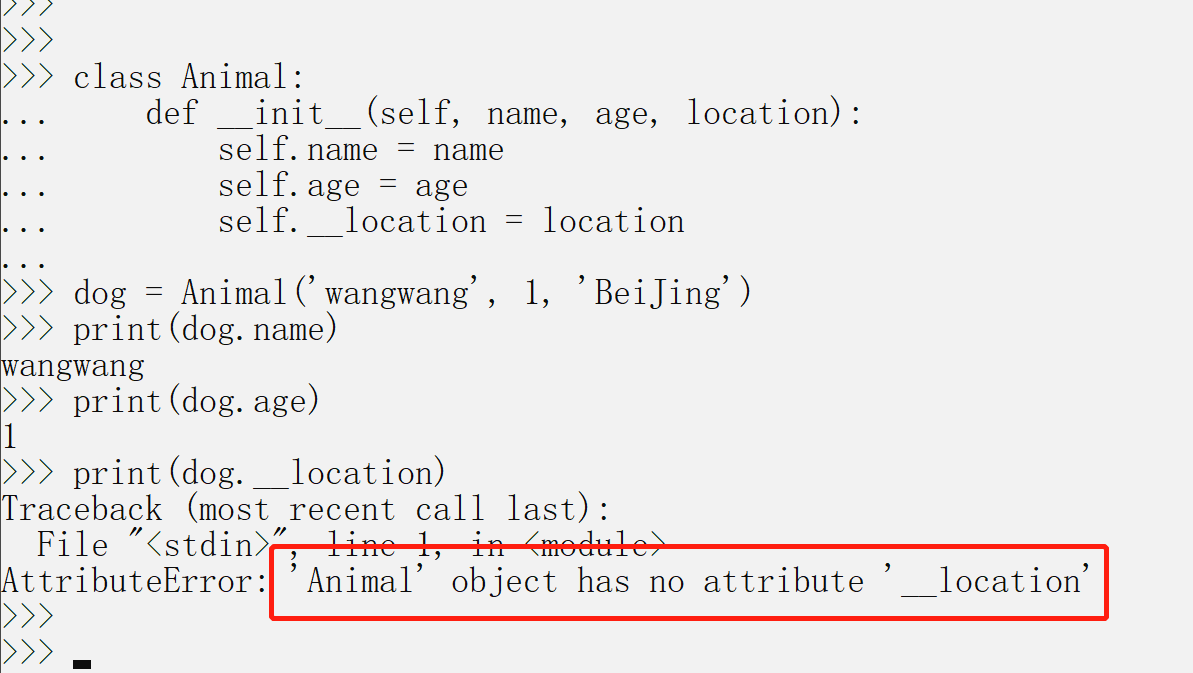 >>>
>>>
>>> class Animal:
...     def __init__(self, name, age, location):
...         self.name = name
...         self.age = age
...         self.__location = location
...
>>> dog = Animal('wangwang', 1, 'BeiJing')
>>> print(dog.name)
wangwang
>>> print(dog.age)
1
>>> print(dog.__location)
Traceback (most recent call last):
  File "<stdin>", line 1, in <module>
AttributeError: 'Animal' object has no attribute '__location'
>>>
>>>